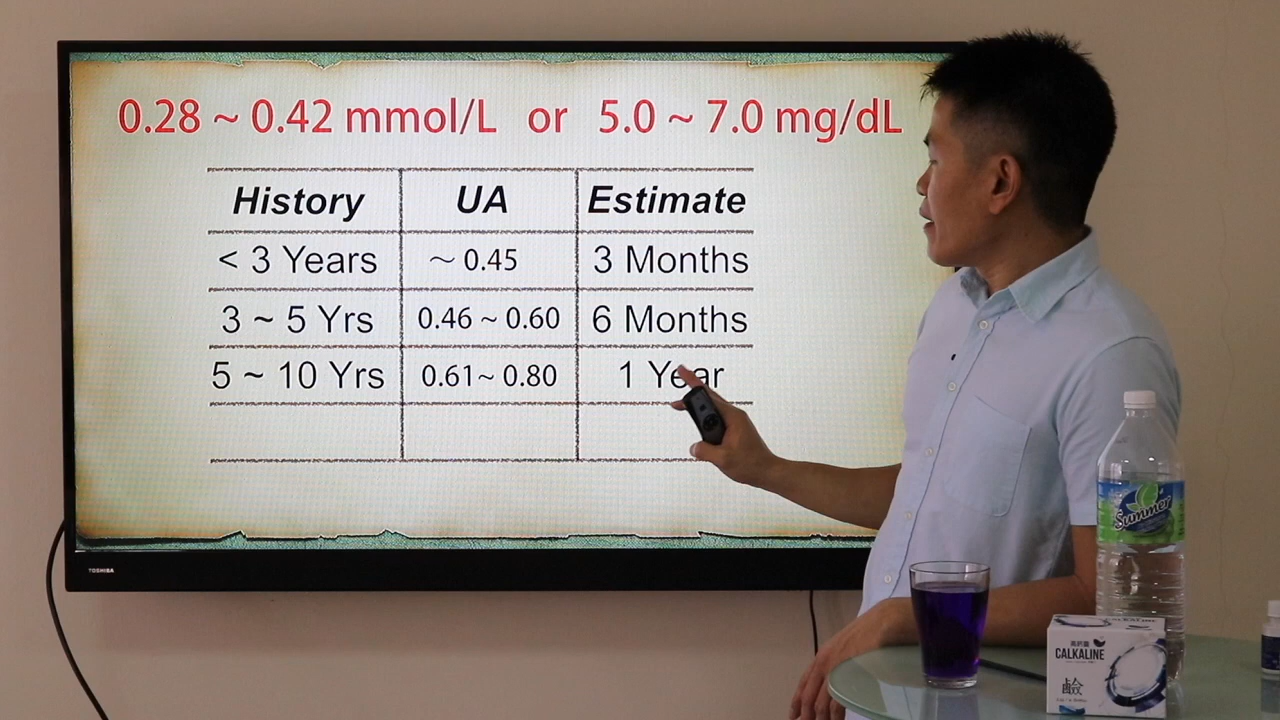 0.28 ~ 0.42 mmol/L or 5.0 ~ 7.0 mg/dL
History UA Estimate
< 3 Years ~ 0.45 3 Months
3 ~ 5 Yrs 0.46 ~ 0.60 6 Months
5 ~ 10 Yrs 0.61~ 0.80 1 Year
TOSHIBA
Summer
CALKALINE
鹼